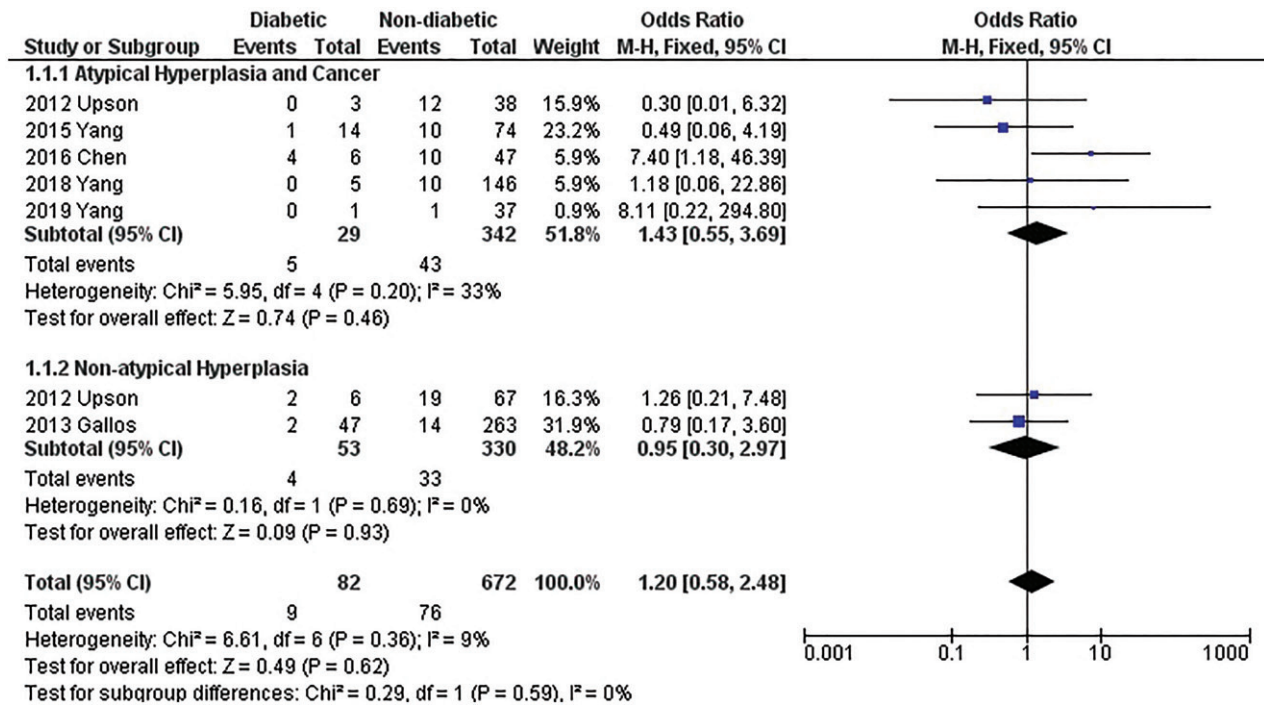 Diabetic Non-diabetic Odds Ratio Odds Ratio
Study or Subgroup Events Total Events Total Weight M-H, Fixed, 95% CI M-H, Fixed, 95% CI
1.1.1 Atypical Hyperplasia and Cancer
2012 Upson 0 3 12 38 15.9% 0.30 [0.01, 6.32]
2015 Yang 1 14 10 74 23.2% 0.49 [0.06, 4.19]
2016 Chen 4 6 10 47 5.9% 7.40 [1.18, 46.39]
2018 Yang 0 5 10 146 5.9% 1.18 [0.06, 22.86]
2019 Yang 0 1 1 37 0.9% 8.11 [0.22, 294.80]
Subtotal (95% CI) 29 342 51.8% 1.43 [0.55, 3.69]
Total events 5 43
Heterogeneity: Chi² = 5.95, df = 4 (P = 0.20); I² = 33%
Test for overall effect: Z = 0.74 (P = 0.46)
1.1.2 Non-atypical Hyperplasia
2012 Upson 2 6 19 67 16.3% 1.26 [0.21, 7.48]
2013 Gallos 2 47 14 263 31.9% 0.79 [0.17, 3.60]
Subtotal (95% CI) 53 330 48.2% 0.95 [0.30, 2.97]
Total events 4 33
Heterogeneity: Chi² = 0.16, df = 1 (P = 0.69); I² = 0%
Test for overall effect: Z = 0.09 (P = 0.93)
Total (95% CI) 82 672 100.0% 1.20 [0.58, 2.48]
Total events 9 76
Heterogeneity: Chi² = 6.61, df = 6 (P = 0.36); I² = 9%
Test for overall effect: Z = 0.49 (P = 0.62)
Test for subgroup differences: Chi² = 0.29, df = 1 (P = 0.59), I² = 0%
0.001 0.1 1 10 1000